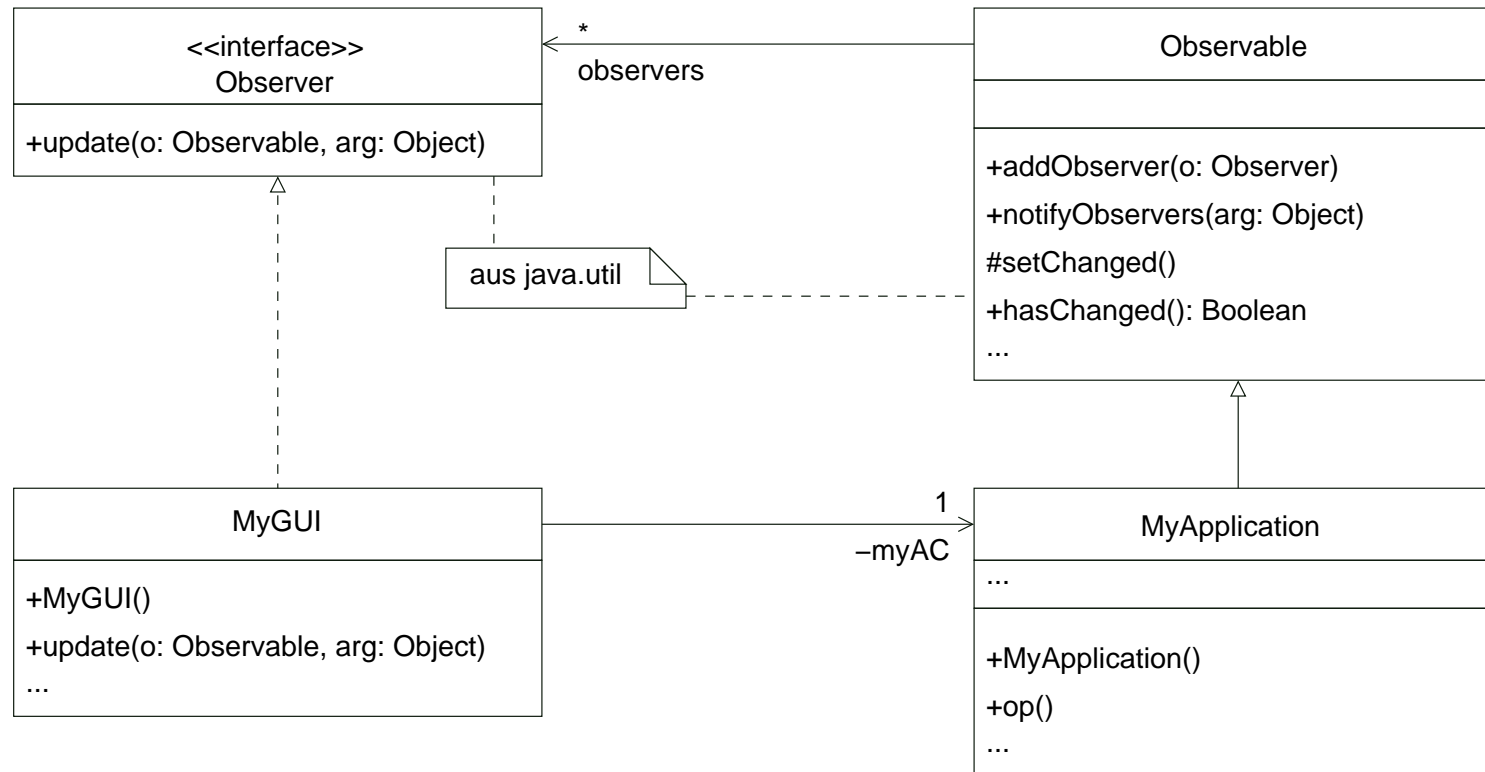 <<interface>>
Observer
+update(o: Observable, arg: Object)
*
observers
Observable
+addObserver(o: Observer)
+notifyObservers(arg: Object)
#setChanged()
+hasChanged(): Boolean
...
aus java.util
MyGUI
+MyGUI()
+update(o: Observable, arg: Object)
...
1
–myAC
MyApplication
...
+MyApplication()
+op()
...